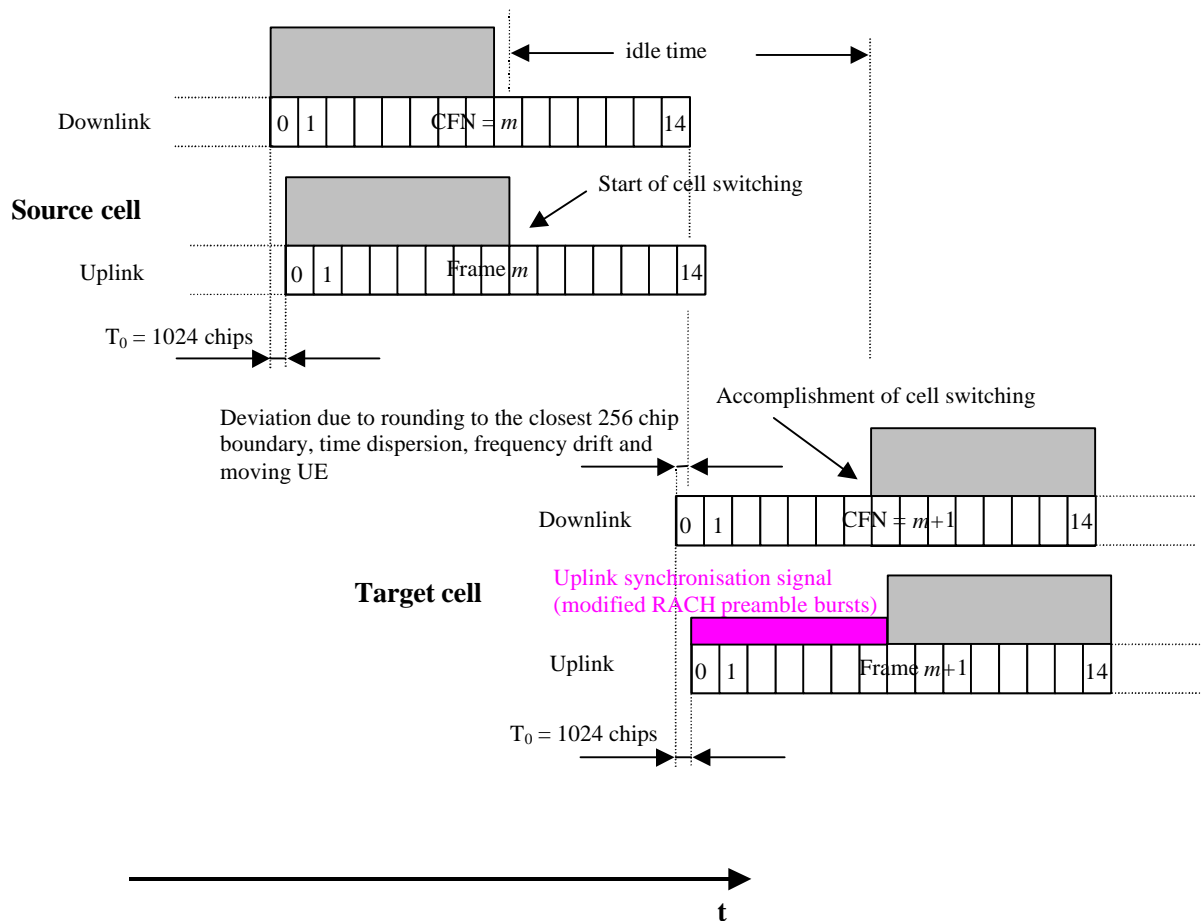 idle time
Downlink
0 1 CFN = m 14
Start of cell switching
Source cell
Uplink
0 1 Frame m 14
T0 = 1024 chips
Accomplishment of cell switching
Deviation due to rounding to the closest 256 chip
boundary, time dispersion, frequency drift and
moving UE
Downlink
0 1 CFN = m+1 14
Uplink synchronisation signal
(modified RACH preamble bursts)
Target cell
Uplink
0 1 Frame m+1 14
T0 = 1024 chips
t